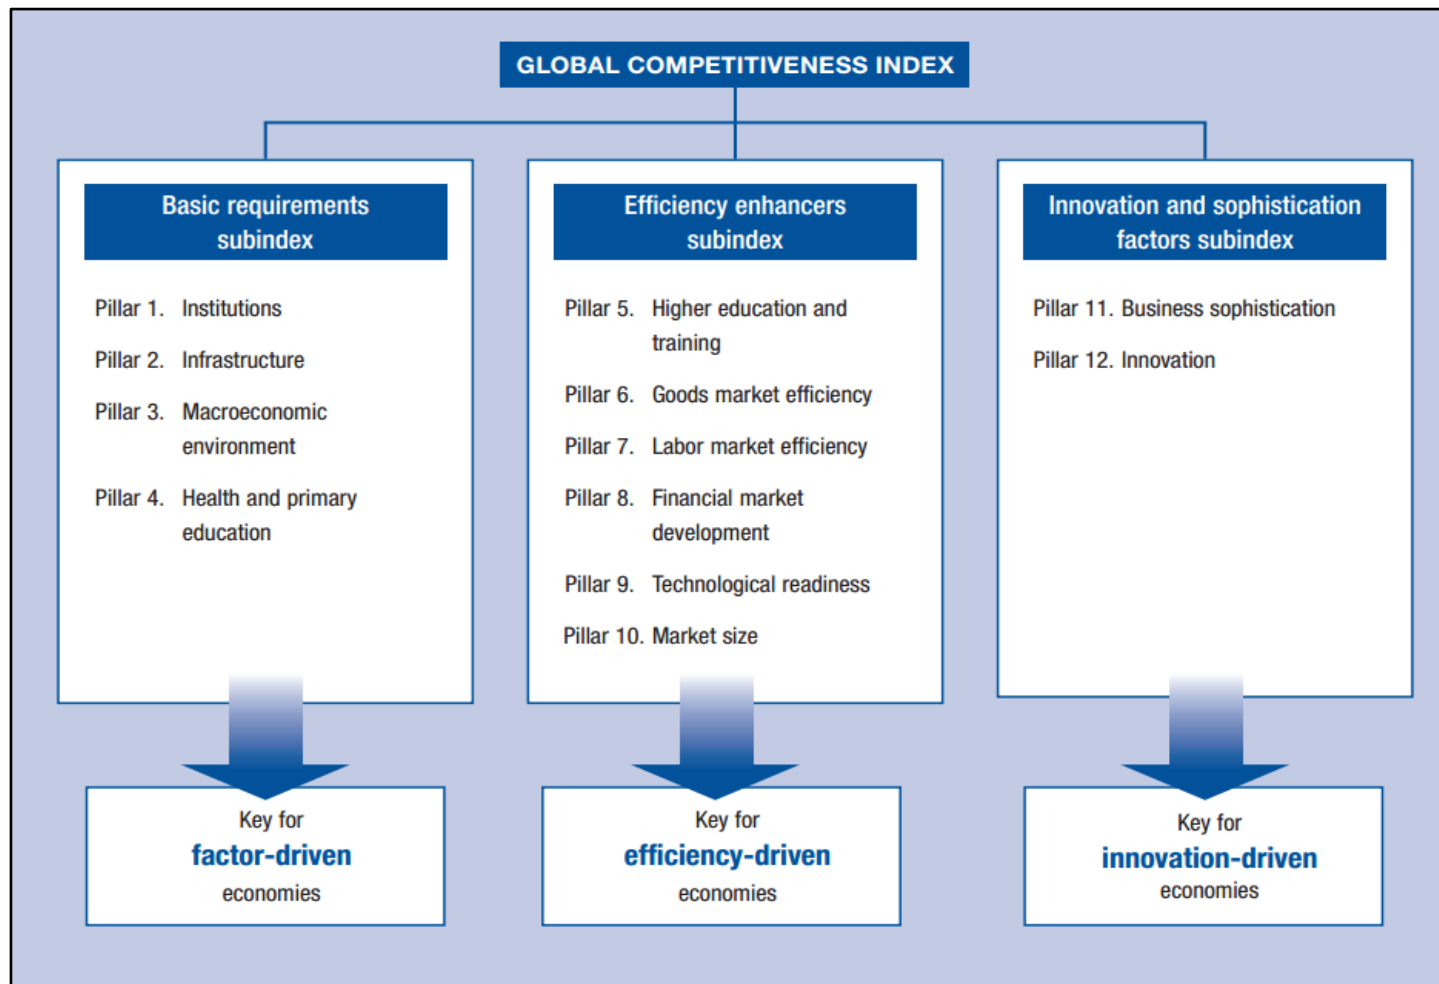 GLOBAL COMPETITIVENESS INDEX
Basic requirements
subindex
Pillar 1. Institutions
Pillar 2. Infrastructure
Pillar 3. Macroeconomic
environment
Pillar 4. Health and primary
education
Key for
factor-driven
economies
Efficiency enhancers
subindex
Pillar 5. Higher education and
training
Pillar 6. Goods market efficiency
Pillar 7. Labor market efficiency
Pillar 8. Financial market
development
Pillar 9. Technological readiness
Pillar 10. Market size
Key for
efficiency-driven
economies
Innovation and sophistication
factors subindex
Pillar 11. Business sophistication
Pillar 12. Innovation
Key for
innovation-driven
economies